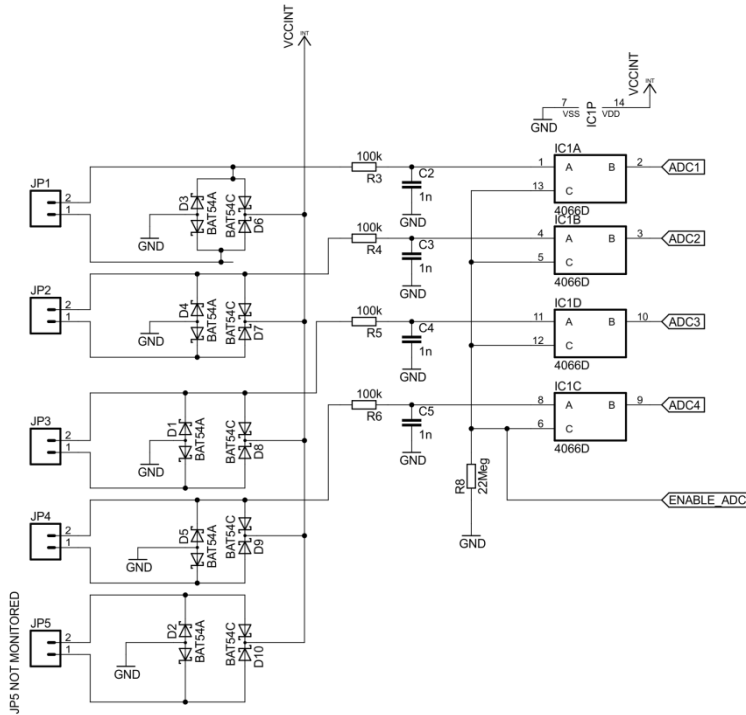 VCCINT
INT
VCCINT
INT
7
VSS
IC1P
14
VDD
GND
JP1
2
1
GND
D3
BAT54A
BAT54C
D6
100k
R3
C2
1n
GND
IC1A
1
A
B
2
ADC1
13
C
4066D
IC1B
4
A
B
3
ADC2
5
C
4066D
100k
R4
C3
1n
GND
JP2
2
1
GND
D4
BAT54A
BAT54C
D7
100k
R5
C4
1n
GND
IC1D
11
A
B
10
ADC3
12
C
4066D
IC1C
8
A
B
9
ADC4
6
C
4066D
100k
R6
C5
1n
GND
JP3
2
1
GND
D1
BAT54A
BAT54C
D8
R8
22Meg
GND
ENABLE_ADC
JP4
2
1
GND
D5
BAT54A
BAT54C
D9
JP5
2
1
GND
D2
BAT54A
BAT54C
D10
JP5 NOT MONITORED